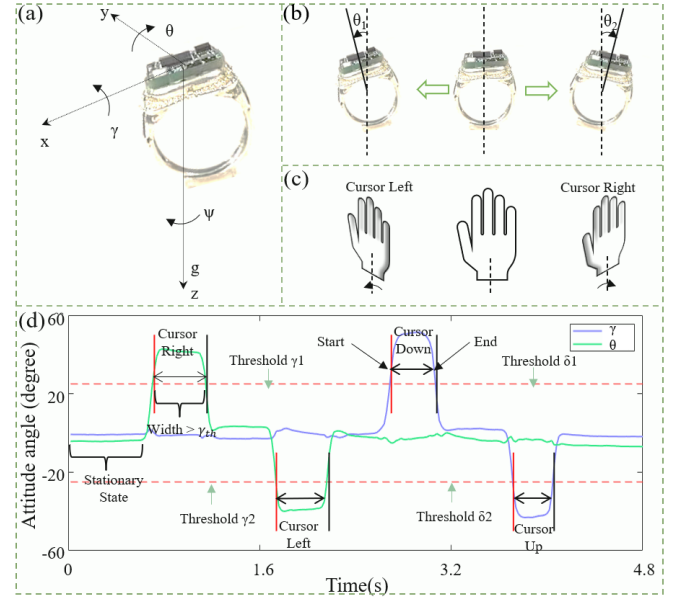 (a)
y
θ
x
γ
ψ
g
z
(b)
θ1
θ2
(c)
Cursor Left
Cursor Right
(d)
Attitude angle (degree)
60
20
-20
-60
Cursor
Right
Threshold γ1
Start
Cursor
Down
End
Threshold δ1
γ
θ
Width > γth
Stationary
State
Threshold γ2
Cursor
Left
Threshold δ2
Cursor
Up
0
1.6
3.2
4.8
Time(s)